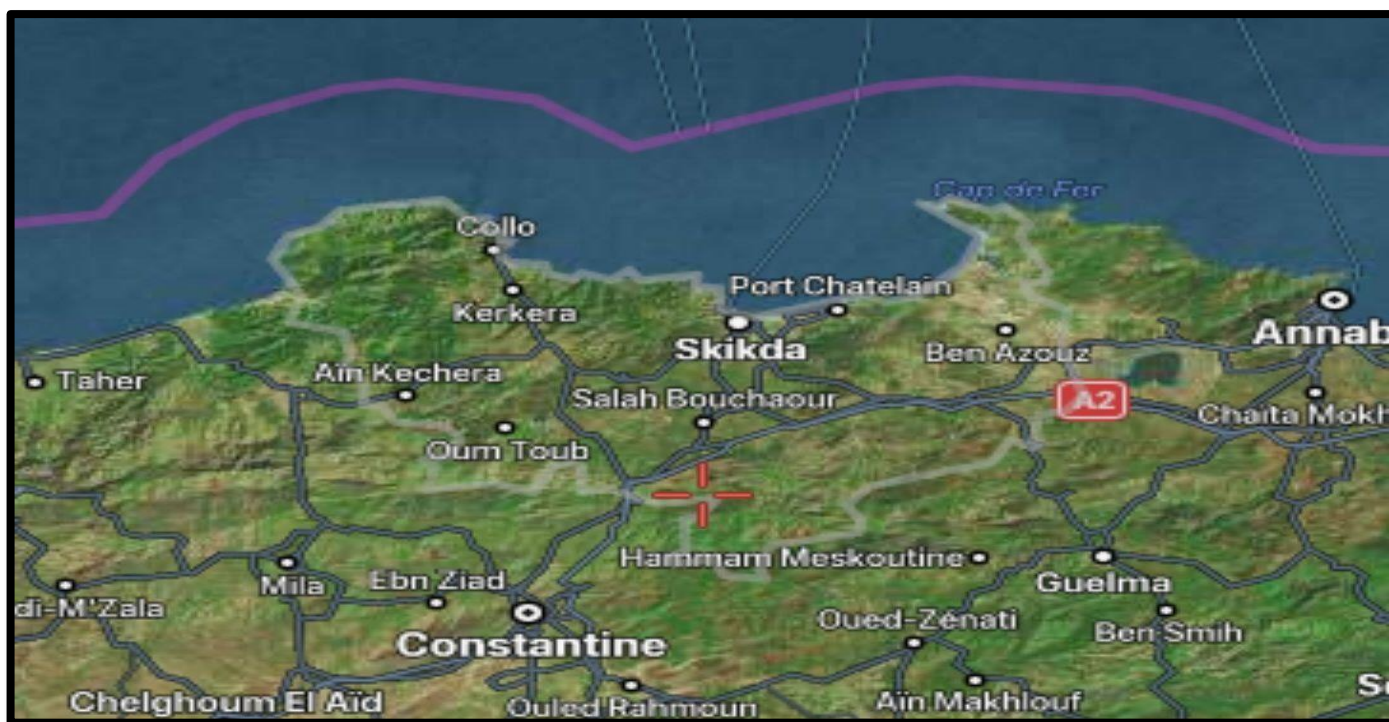 Cap de Fer
Collo
Port Chatelain
Kerkera
Skikda
Ben Azouz
Annab
Taher
Aïn Kechera
Salah Bouchaour
A2
Chaita Mokh
Oum Toub
Hammam Meskoutine
Mila
Ebn Ziad
Guelma
di-M'Zala
Constantine
Oued-Zénati
Ben Smih
Chelghoum El Aïd
Ouled Rahmoun
Aïn Makhlouf
S